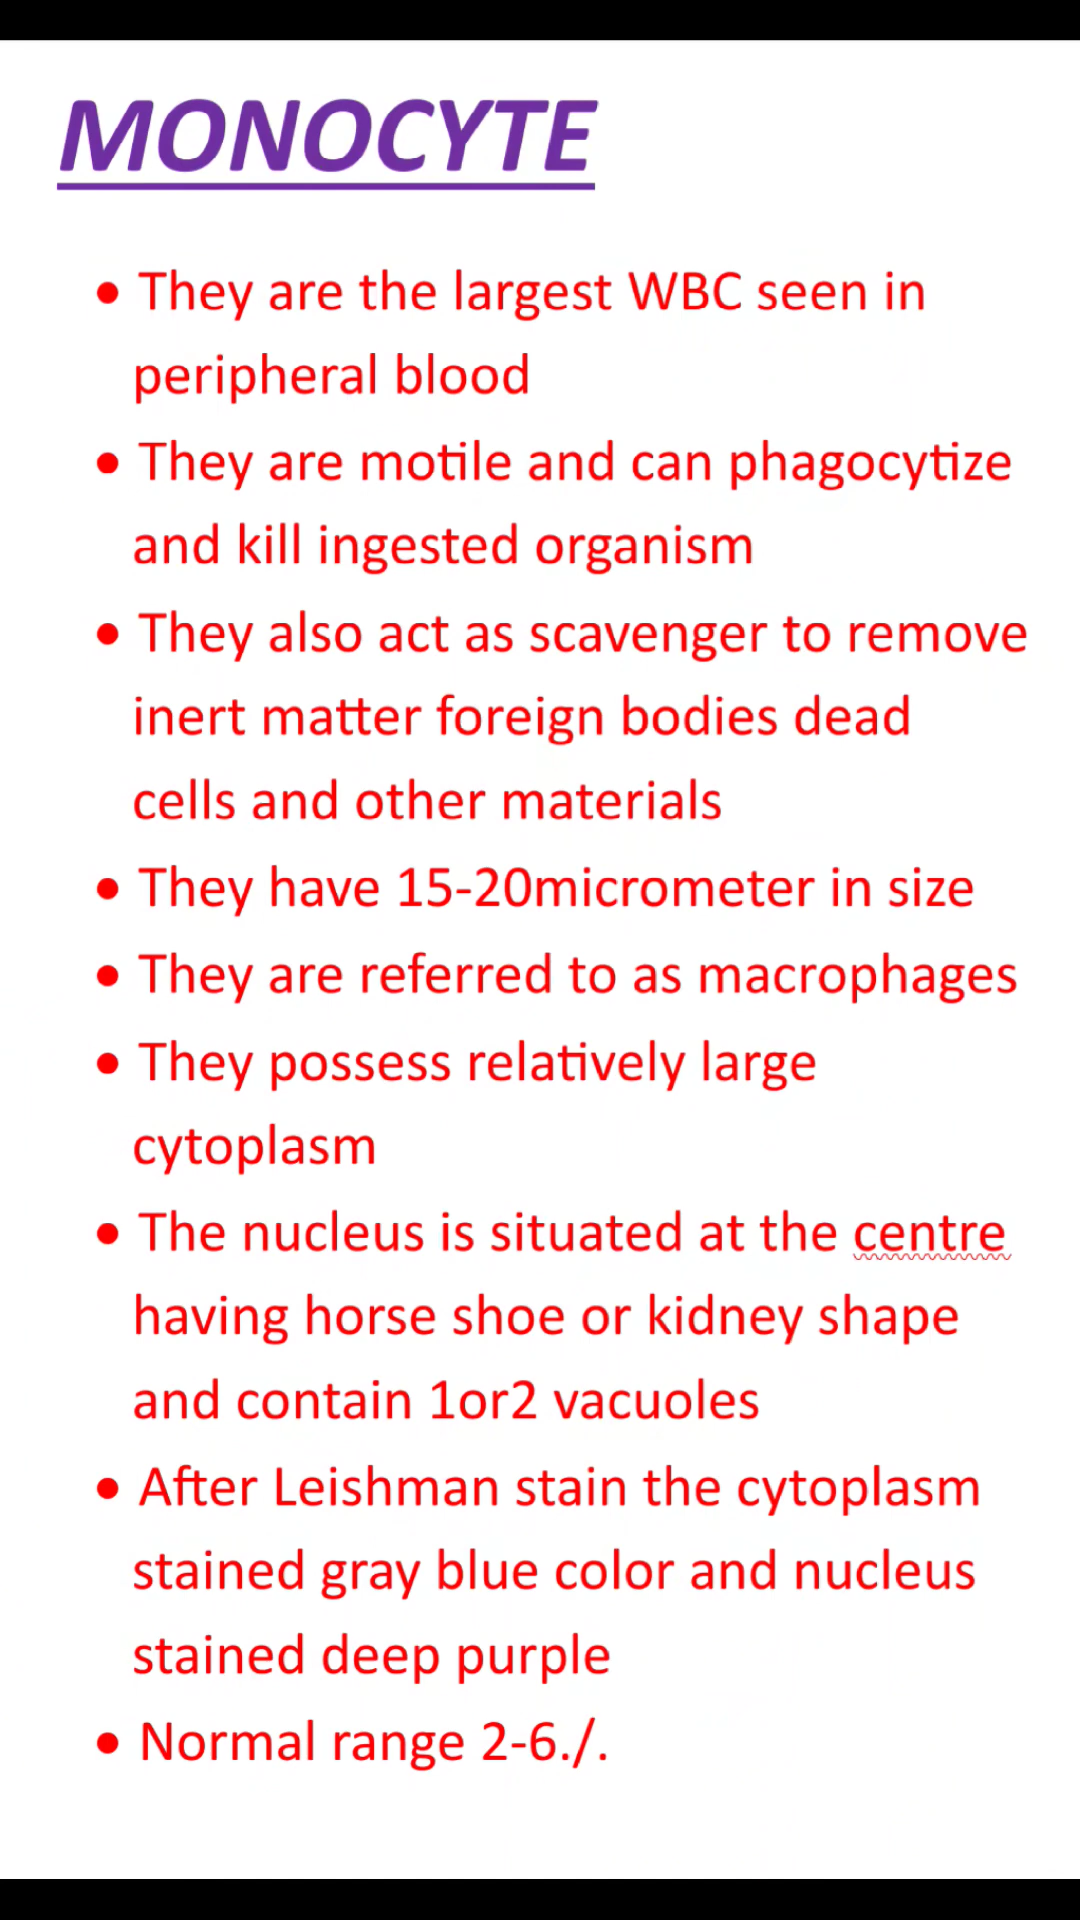 MONOCYTE
• They are the largest WBC seen in
peripheral blood
• They are motile and can phagocytize
and kill ingested organism
• They also act as scavenger to remove
inert matter foreign bodies dead
cells and other materials
• They have 15-20micrometer in size
• They are referred to as macrophages
• They possess relatively large
cytoplasm
• The nucleus is situated at the centre
having horse shoe or kidney shape
and contain 1or2 vacuoles
• After Leishman stain the cytoplasm
stained gray blue color and nucleus
stained deep purple
• Normal range 2-6./.